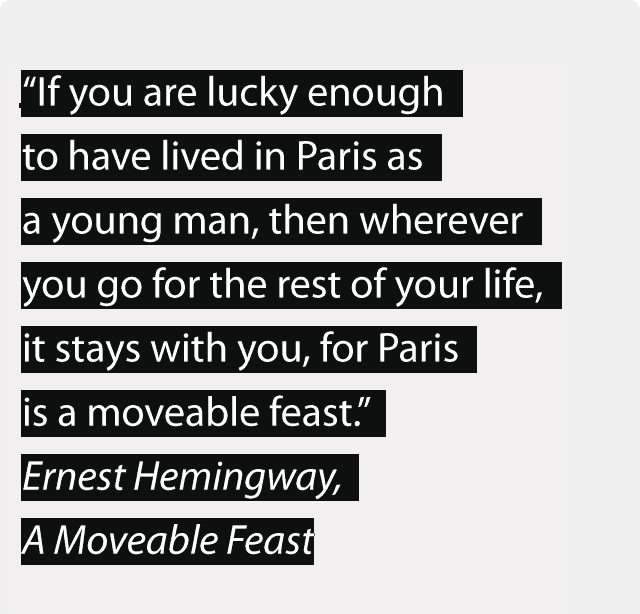 “If you are lucky enough
to have lived in Paris as
a young man, then wherever
you go for the rest of your life,
it stays with you, for Paris
is a moveable feast.”
Ernest Hemingway,
A Moveable Feast